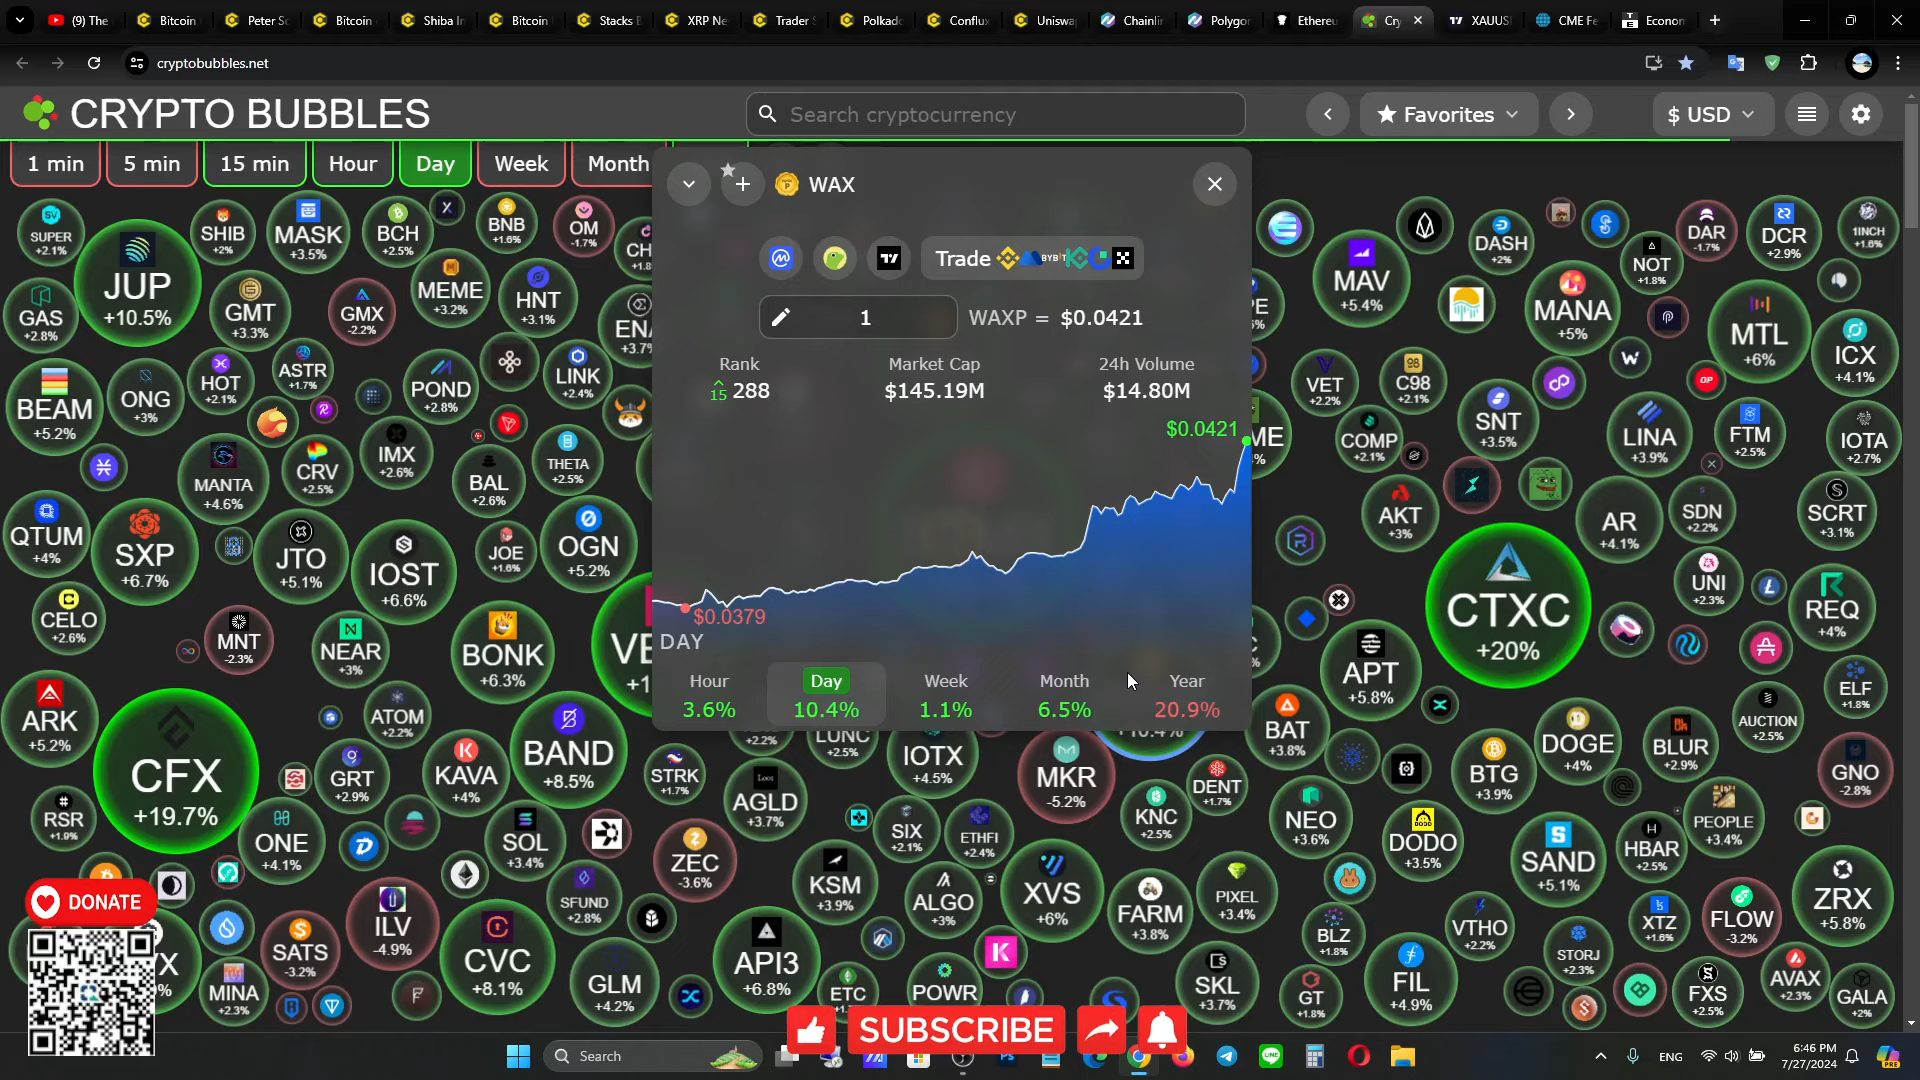 (9) The
Bitcoin
Peter Sc
Bitcoin
Shiba In
Bitcoin
Stacks
XRP Ne
Trader S
Polkado
Conflux
Uniswa
Chainlin
Polygon
Ethereu
Cry
XAUUS
CME Fe
Econom
cryptobubbles.net
CRYPTO BUBBLES
Search cryptocurrency
Favorites
$ USD
1 min
5 min
15 min
Hour
Day
Week
Month
WAX
Trade
BYBIT
1
WAXP = $0.0421
Rank
Market Cap
24h Volume
15 288
$145.19M
$14.80M
$0.0421
$0.0379
DAY
Hour
Day
Week
Month
Year
3.6%
10.4%
1.1%
6.5%
20.9%
SUPER
+2.1%
JUP
+10.5%
SHIB
+2%
MASK
+3.5%
BCH
+2.5%
BNB
+1.6%
OM
-1.7%
GAS
+2.8%
GMT
+3.3%
GMX
-2.2%
MEME
+3.2%
HNT
+3.1%
BEAM
+5.2%
ONG
+3%
HOT
+2.1%
ASTR
+1.7%
POND
+2.8%
LINK
+2.4%
MANTA
+4.6%
CRV
+2.5%
IMX
+2.6%
BAL
+2.6%
THETA
+2.5%
QTUM
+4%
SXP
+6.7%
JTO
+5.1%
IOST
+6.6%
JOE
+1.6%
OGN
+5.2%
CELO
+2.6%
MNT
-2.3%
NEAR
+3%
BONK
+6.3%
ARK
+5.2%
CFX
+19.7%
ATOM
+2.2%
BAND
+8.5%
GRT
+2.9%
KAVA
+4%
STRK
+1.7%
RSR
+1.9%
ONE
+4.1%
SOL
+3.4%
AGLD
+3.7%
LUNC
+2.5%
IOTX
+4.5%
MKR
-5.2%
DENT
+1.7%
KNC
+2.5%
SIX
+2.1%
ETHFI
+2.4%
ZEC
-3.6%
KSM
+3.9%
ALGO
+3%
XVS
+6%
FARM
+3.8%
PIXEL
+3.4%
SFUND
+2.8%
ILV
-4.9%
SATS
-3.2%
CVC
+8.1%
GLM
+4.2%
API3
+6.8%
ETC
POWR
SKL
+3.7%
MINA
+2.3%
DASH
+2%
DAR
-1.7%
DCR
+2.9%
1INCH
+1.6%
MAV
+5.4%
NOT
+1.8%
MANA
+5%
MTL
+6%
ICX
+4.1%
VET
+2.2%
C98
+2.1%
SNT
+3.5%
LINA
+3.9%
FTM
+2.5%
IOTA
+2.7%
COMP
+2.1%
AKT
+3%
AR
+4.1%
SDN
+2.2%
SCRT
+3.1%
CTXC
+20%
UNI
+2.3%
REQ
+4%
APT
+5.8%
ELF
+1.8%
BAT
+3.8%
BTG
+3.9%
DOGE
+4%
BLUR
+2.9%
AUCTION
+2.5%
GNO
-2.8%
NEO
+3.6%
DODO
+3.5%
SAND
+5.1%
HBAR
+2.5%
PEOPLE
+3.4%
ZRX
+5.8%
BLZ
+1.8%
VTHO
+2.2%
XTZ
+1.6%
FLOW
-3.2%
STORJ
+2.3%
GT
+1.8%
FIL
+4.9%
FXS
+2.5%
AVAX
+2.3%
GALA
+2%
DONATE
SUBSCRIBE
Search
ENG
6:46 PM
7/27/2024